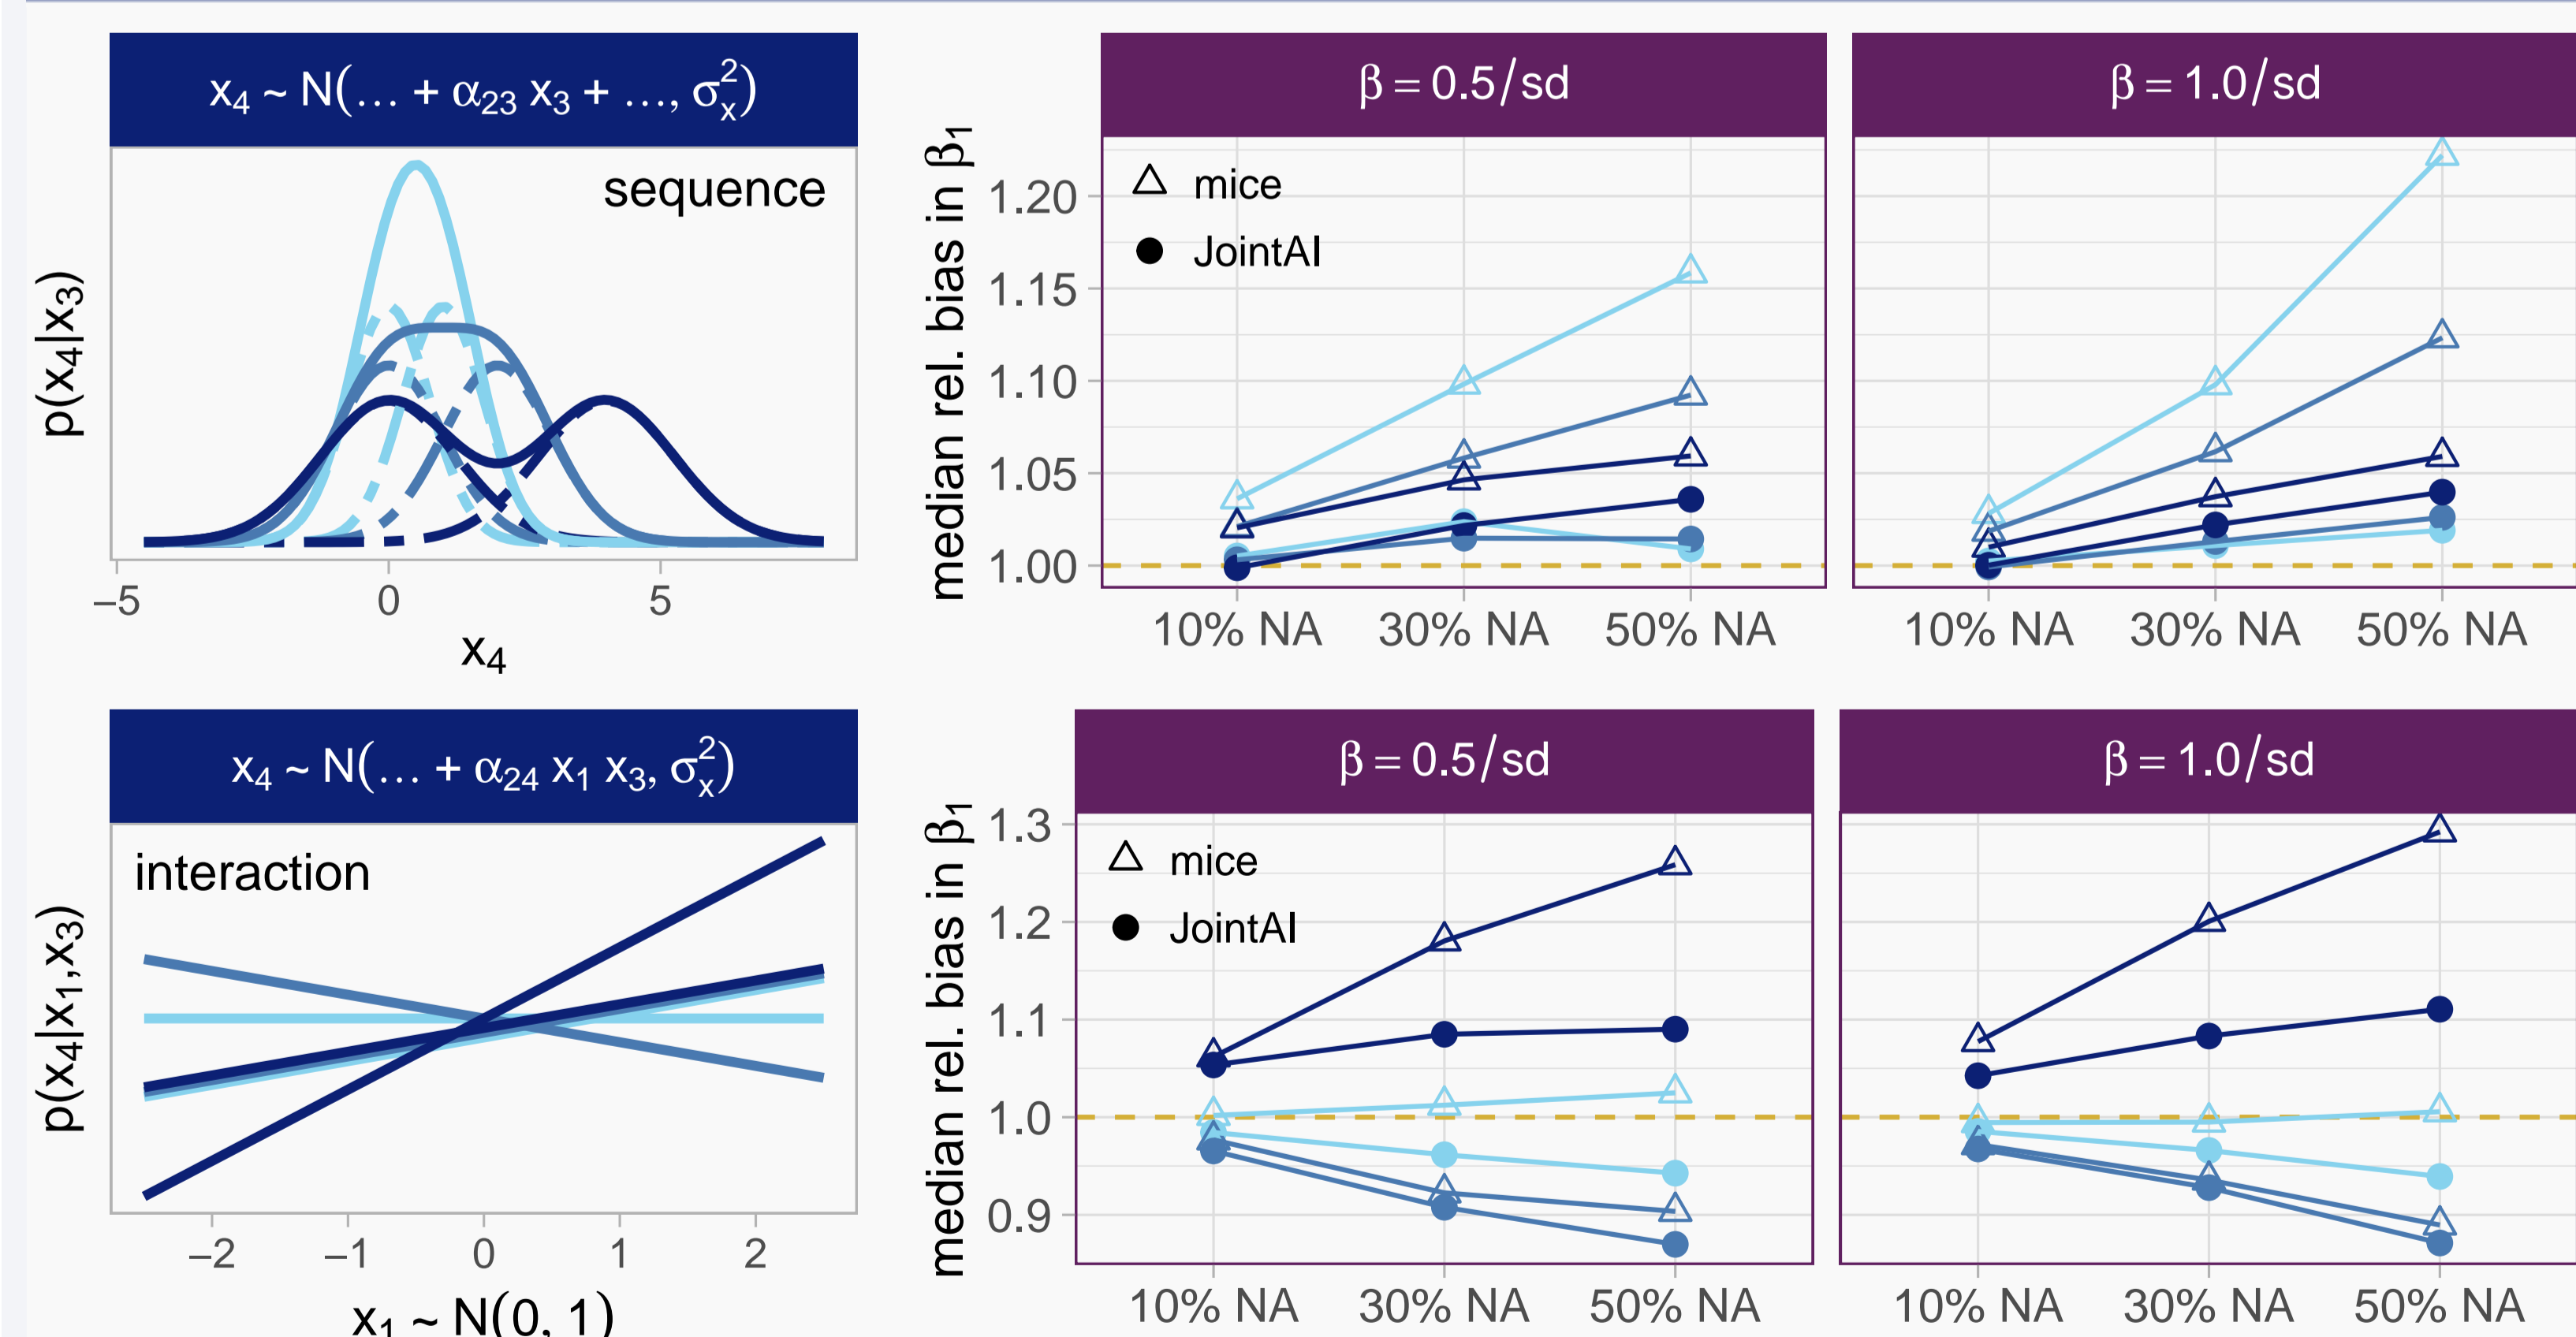 x₄ ~ N(… + α₂₃ x₃ + …, σₓ²)
sequence
p(x₄|x₃)
−5 0 5
x₄
β = 0.5/sd
β = 1.0/sd
median rel. bias in β₁
1.20
1.15
1.10
1.05
1.00
mice
JointAI
10% NA 30% NA 50% NA
10% NA 30% NA 50% NA
x₄ ~ N(… + α₂₄ x₁ x₃, σₓ²)
interaction
p(x₄|x₁,x₃)
−2 −1 0 1 2
x₁ ~ N(0, 1)
β = 0.5/sd
β = 1.0/sd
median rel. bias in β₁
1.3
1.2
1.1
1.0
0.9
mice
JointAI
10% NA 30% NA 50% NA
10% NA 30% NA 50% NA